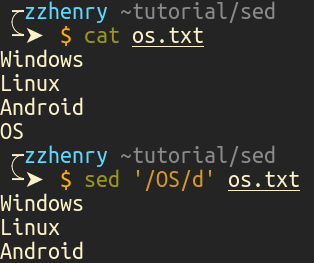 zzhenry ~tutorial/sed
$ cat os.txt
Windows
Linux
Android
OS
zzhenry ~tutorial/sed
$ sed '/OS/d' os.txt
Windows
Linux
Android